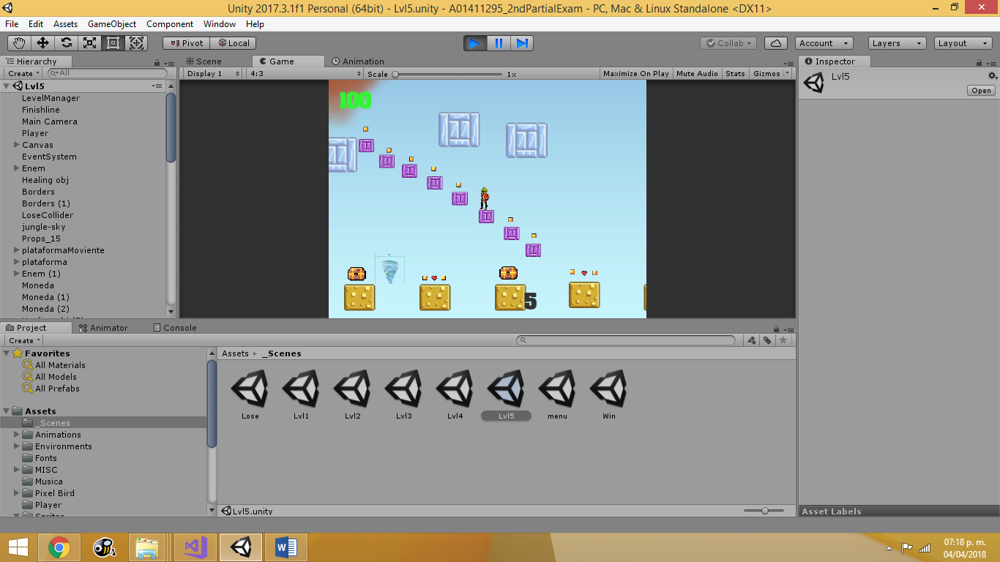 Unity 2017.3.1f1 Personal (64bit) - Lvl5.unity - A01411295_2ndPartialExam - PC, Mac & Linux Standalone <DX11>
File Edit Assets GameObject Component Window Help
Pivot Local Collab Account Layers Layout
Hierarchy Scene Game Animation Inspector
Create All Display 1 4:3 Scale 1x Maximize On Play Mute Audio Stats Gizmos Lvl5
Open
Lvl5
LevelManager
Finishline
Main Camera
Player
Canvas
EventSystem
Enem
Healing obj
Borders
Borders (1)
LoseCollider
jungle-sky
Props_15
plataformaMoviente
plataforma
Enem (1)
Moneda
Moneda (1)
Moneda (2)
100
5
Project Animator Console
Create
Favorites
All Materials
All Models
All Prefabs
Assets
_Scenes
Animations
Environments
Fonts
MISC
Musica
Pixel Bird
Player
Sprites
Assets _Scenes
Lose Lvl1 Lvl2 Lvl3 Lvl4 Lvl5 menu Win
Lvl5.unity
Asset Labels
07:18 p. m.
04/04/2018